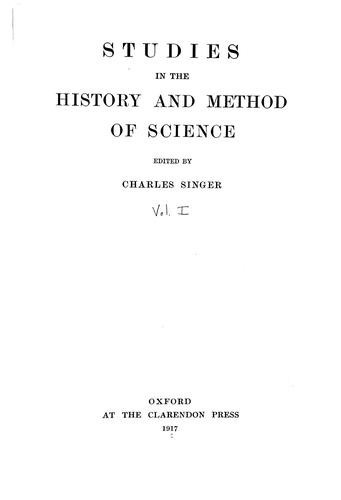 STUDIES
IN THE
HISTORY AND METHOD
OF SCIENCE
EDITED BY
CHARLES SINGER
Vol. I
OXFORD
AT THE CLARENDON PRESS
1917